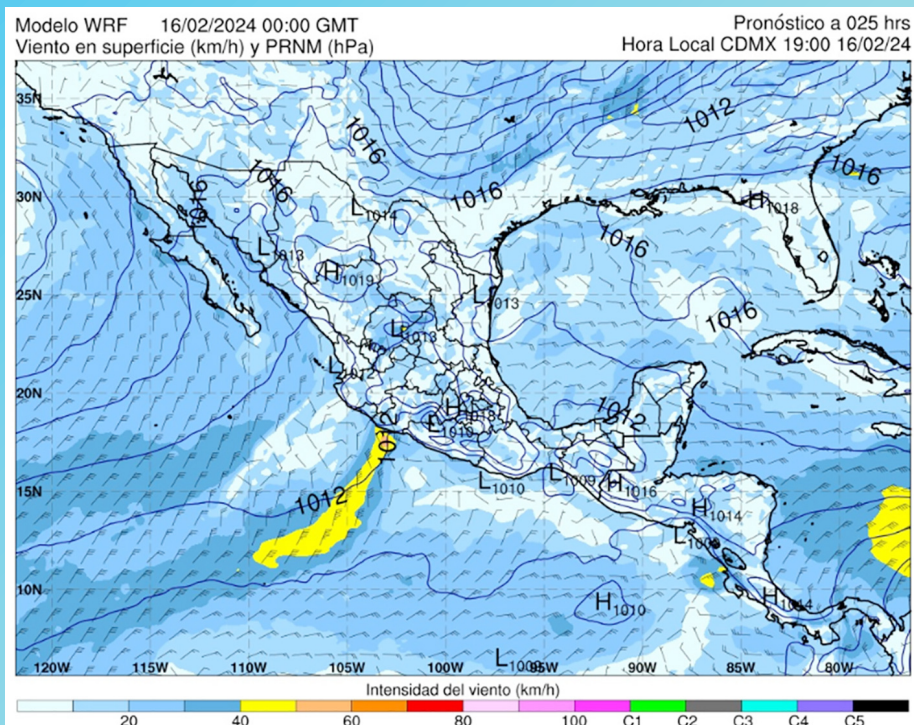 Modelo WRF 16/02/2024 00:00 GMT
Viento en superficie (km/h) y PRNM (hPa)
Pronóstico a 025 hrs
Hora Local CDMX 19:00 16/02/24
35N
1016
1012
1016
30N
1016
1016
L1014
1016
H1018
L1013
1016
H1019
25N
L1013
1016
L1013
20N
L1012
H
1012
L1010
15N
1012
L1010
L1009
H1016
H1014
10N
H1010
H1014
L
120W 115W 110W 105W 100W 95W 90W 85W 80W
Intensidad del viento (km/h)
20 40 60 80 100 C1 C2 C3 C4 C5